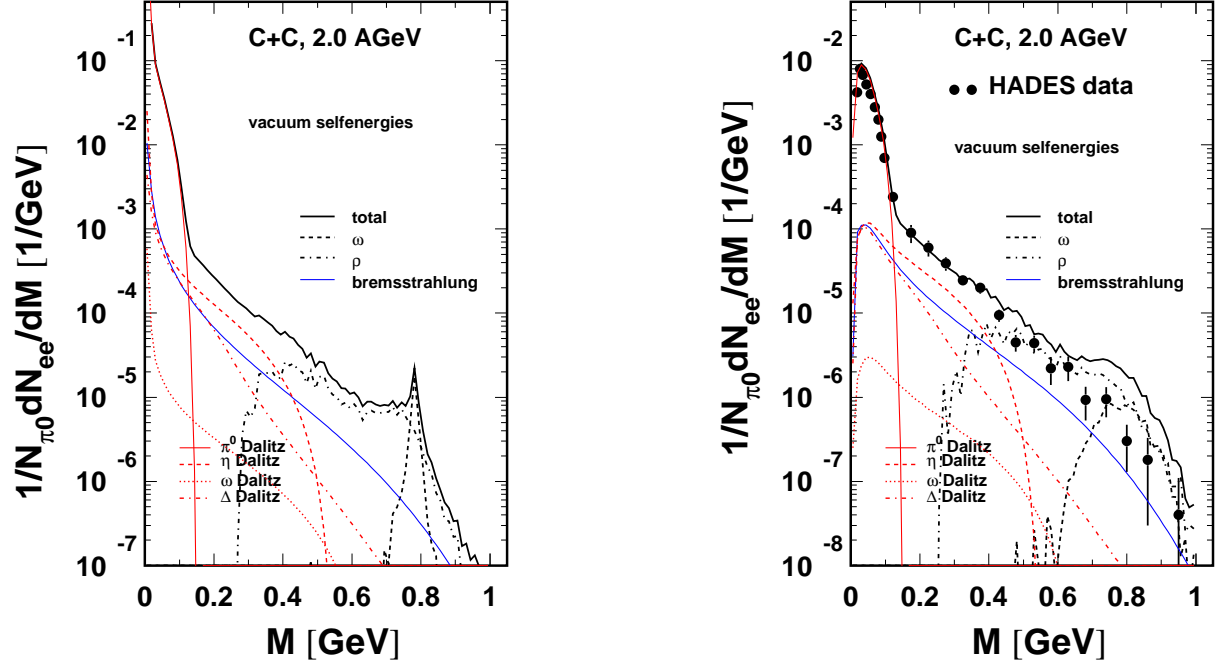 C+C, 2.0 AGeV
vacuum selfenergies
total
ω
ρ
bremsstrahlung
π⁰ Dalitz
η Dalitz
ω Dalitz
Δ Dalitz
10⁻¹
10⁻²
10⁻³
10⁻⁴
10⁻⁵
10⁻⁶
10⁻⁷
0 0.2 0.4 0.6 0.8 1
M [GeV]
1/N_π0 dN_ee/dM [1/GeV]
C+C, 2.0 AGeV
HADES data
vacuum selfenergies
total
ω
ρ
bremsstrahlung
π⁰ Dalitz
η Dalitz
ω Dalitz
Δ Dalitz
10⁻²
10⁻³
10⁻⁴
10⁻⁵
10⁻⁶
10⁻⁷
10⁻⁸
0 0.2 0.4 0.6 0.8 1
M [GeV]
1/N_π0 dN_ee/dM [1/GeV]